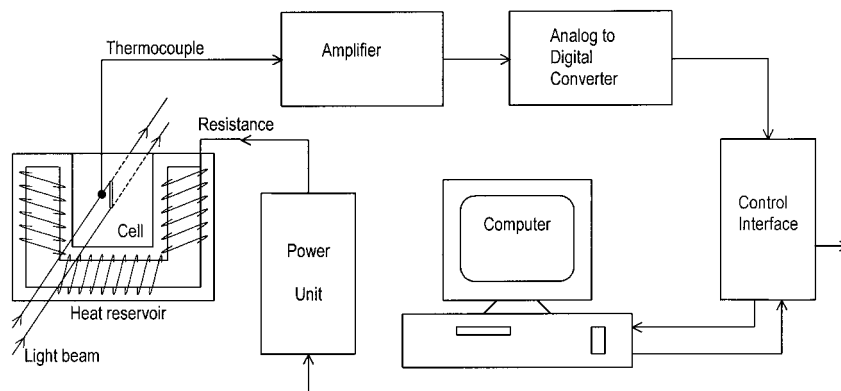 Thermocouple
Amplifier
Analog to
Digital
Converter
Resistance
Cell
Power
Unit
Computer
Control
Interface
Heat reservoir
Light beam